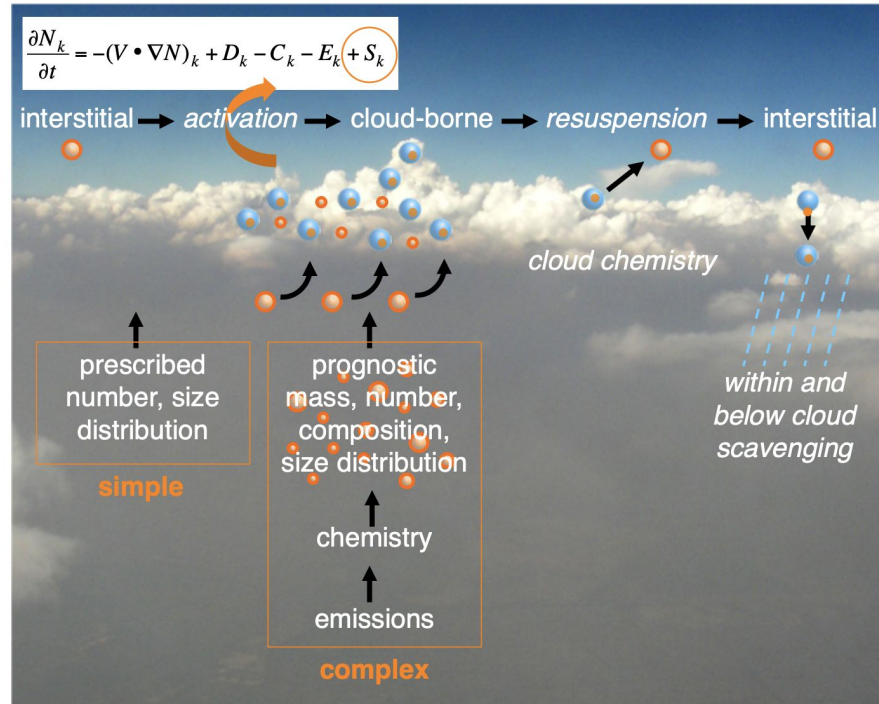 ∂N_k/∂t = -(V • ∇N)_k + D_k - C_k - E_k + S_k
interstitial → activation → cloud-borne → resuspension → interstitial
cloud chemistry
prescribed
number, size
distribution
simple
prognostic
mass, number,
composition,
size distribution
chemistry
emissions
complex
within and
below cloud
scavenging